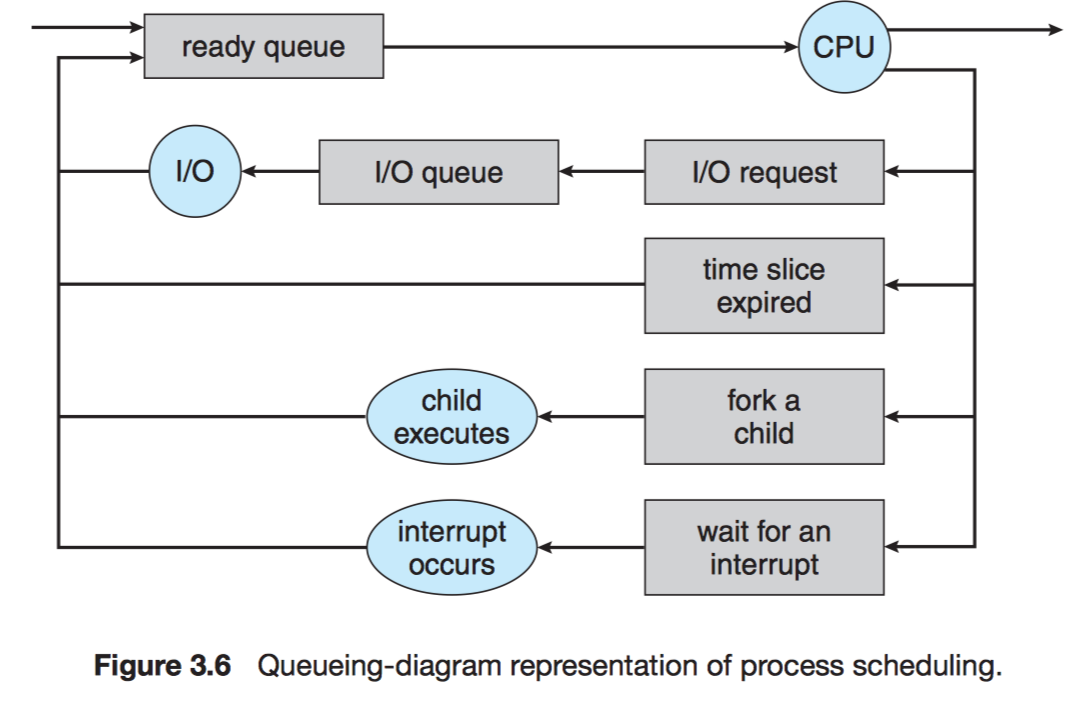 ready queue
CPU
I/O
I/O queue
I/O request
time slice
expired
child
executes
fork a
child
interrupt
occurs
wait for an
interrupt
Figure 3.6 Queueing-diagram representation of process scheduling.